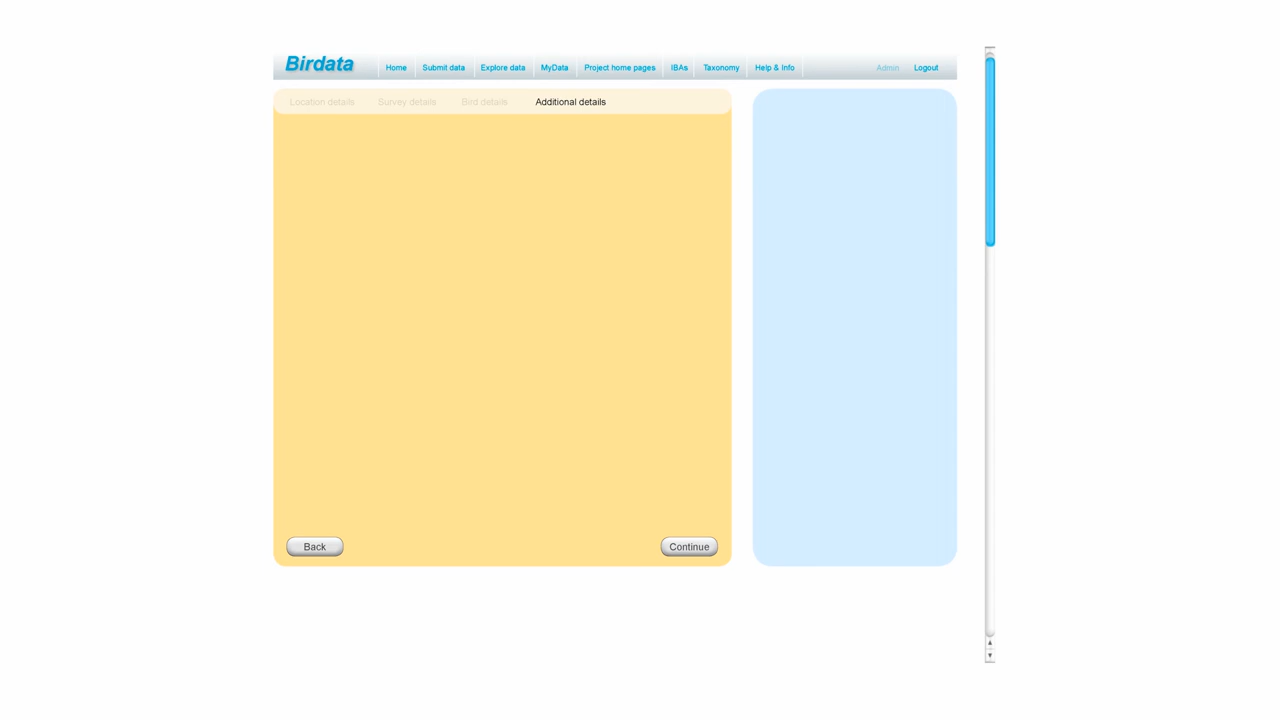 Birdata Home Submit data Explore data MyData Project home pages IBAs Taxonomy Help & Info Admin Logout
Location details Survey details Bird details Additional details
Back Continue